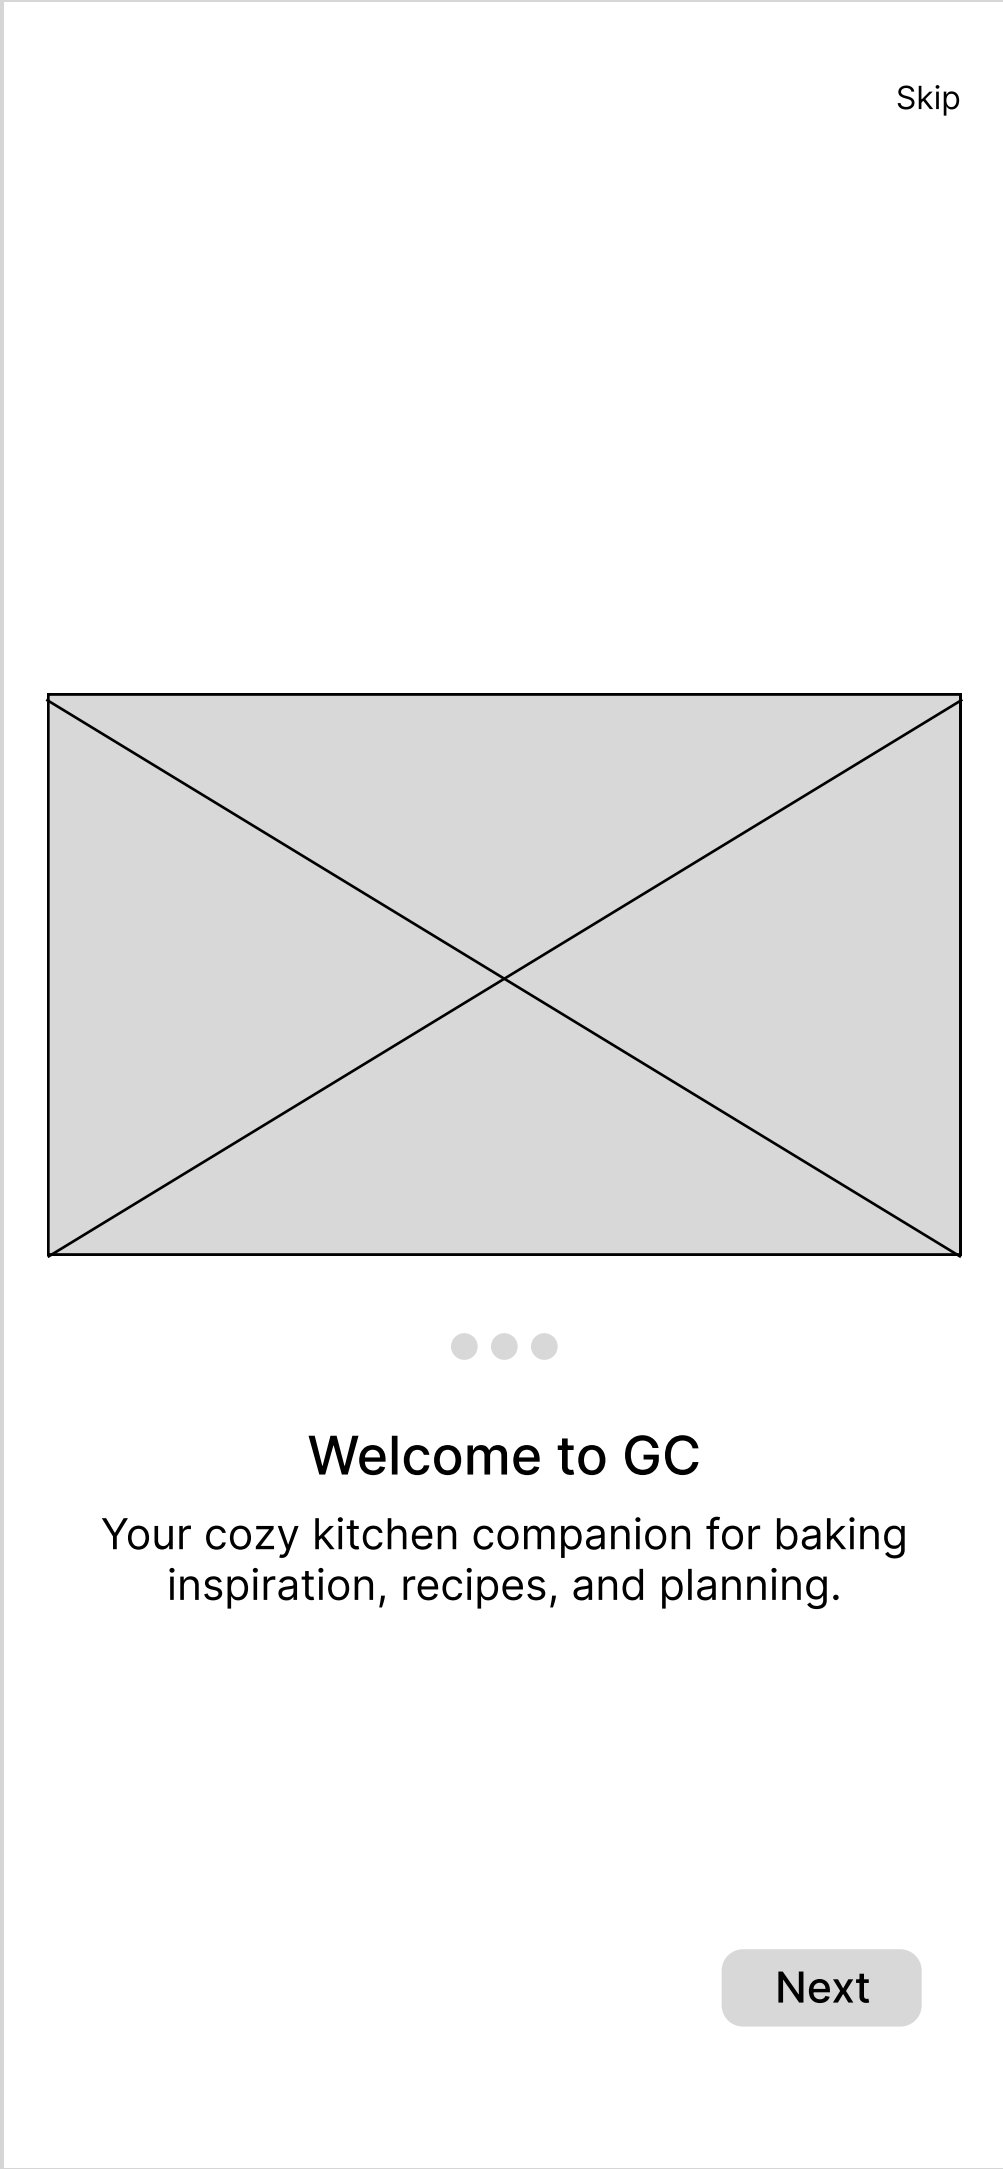 Skip
Welcome to GC
Your cozy kitchen companion for baking
inspiration, recipes, and planning.
Next